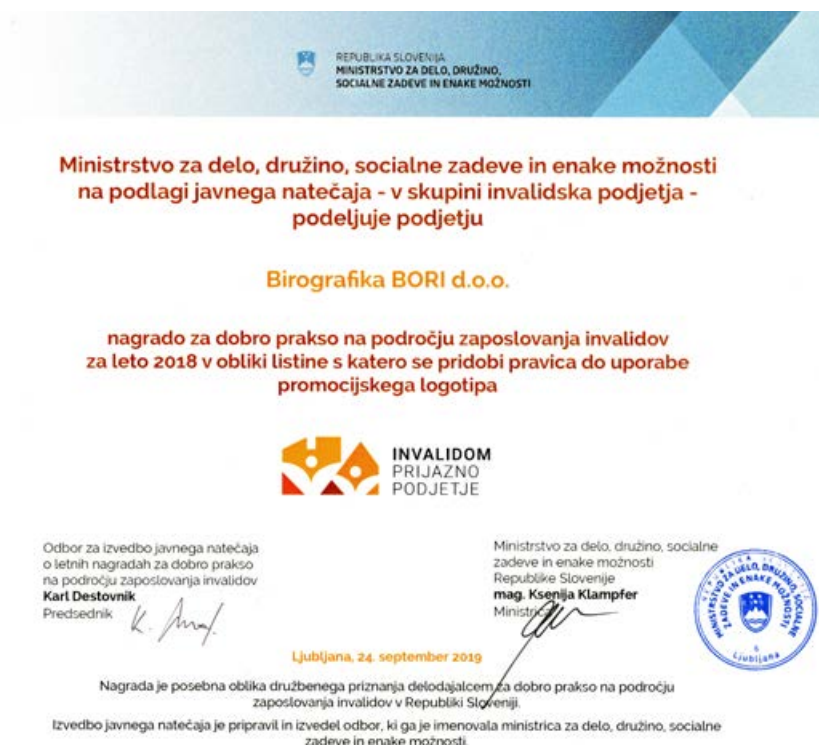 REPUBLIKA SLOVENIJA
MINISTRSTVO ZA DELO, DRUŽINO,
SOCIALNE ZADEVE IN ENAKE MOŽNOSTI
Ministrstvo za delo, družino, socialne zadeve in enake možnosti
na podlagi javnega natečaja - v skupini invalidska podjetja -
podeljuje podjetju
Birografika BORI d.o.o.
nagrado za dobro prakso na področju zaposlovanja invalidov
za leto 2018 v obliki listine s katero se pridobi pravica do uporabe
promocijskega logotipa
INVALIDOM
PRIJAZNO
PODJETJE
Odbor za izvedbo javnega natečaja
o letnih nagradah za dobro prakso
na področju zaposlovanja invalidov
Karl Destovnik
Predsednik
Ministrstvo za delo, družino, socialne
zadeve in enake možnosti
Republike Slovenije
mag. Ksenija Klampfer
Ministrica
MINISTRSTVO ZA DELO, DRUŽINO, SOCIALNE
ZADEVE IN ENAKE MOŽNOSTI
6
Ljubljana
Ljubljana, 24. september 2019
Nagrada je posebna oblika družbenega priznanja delodajalcem za dobro prakso na področju
zaposlovanja invalidov v Republiki Sloveniji.
Izvedbo javnega natečaja je pripravil in izvedel odbor, ki ga je imenovala ministrica za delo, družino, socialne
zadeve in enake možnosti.